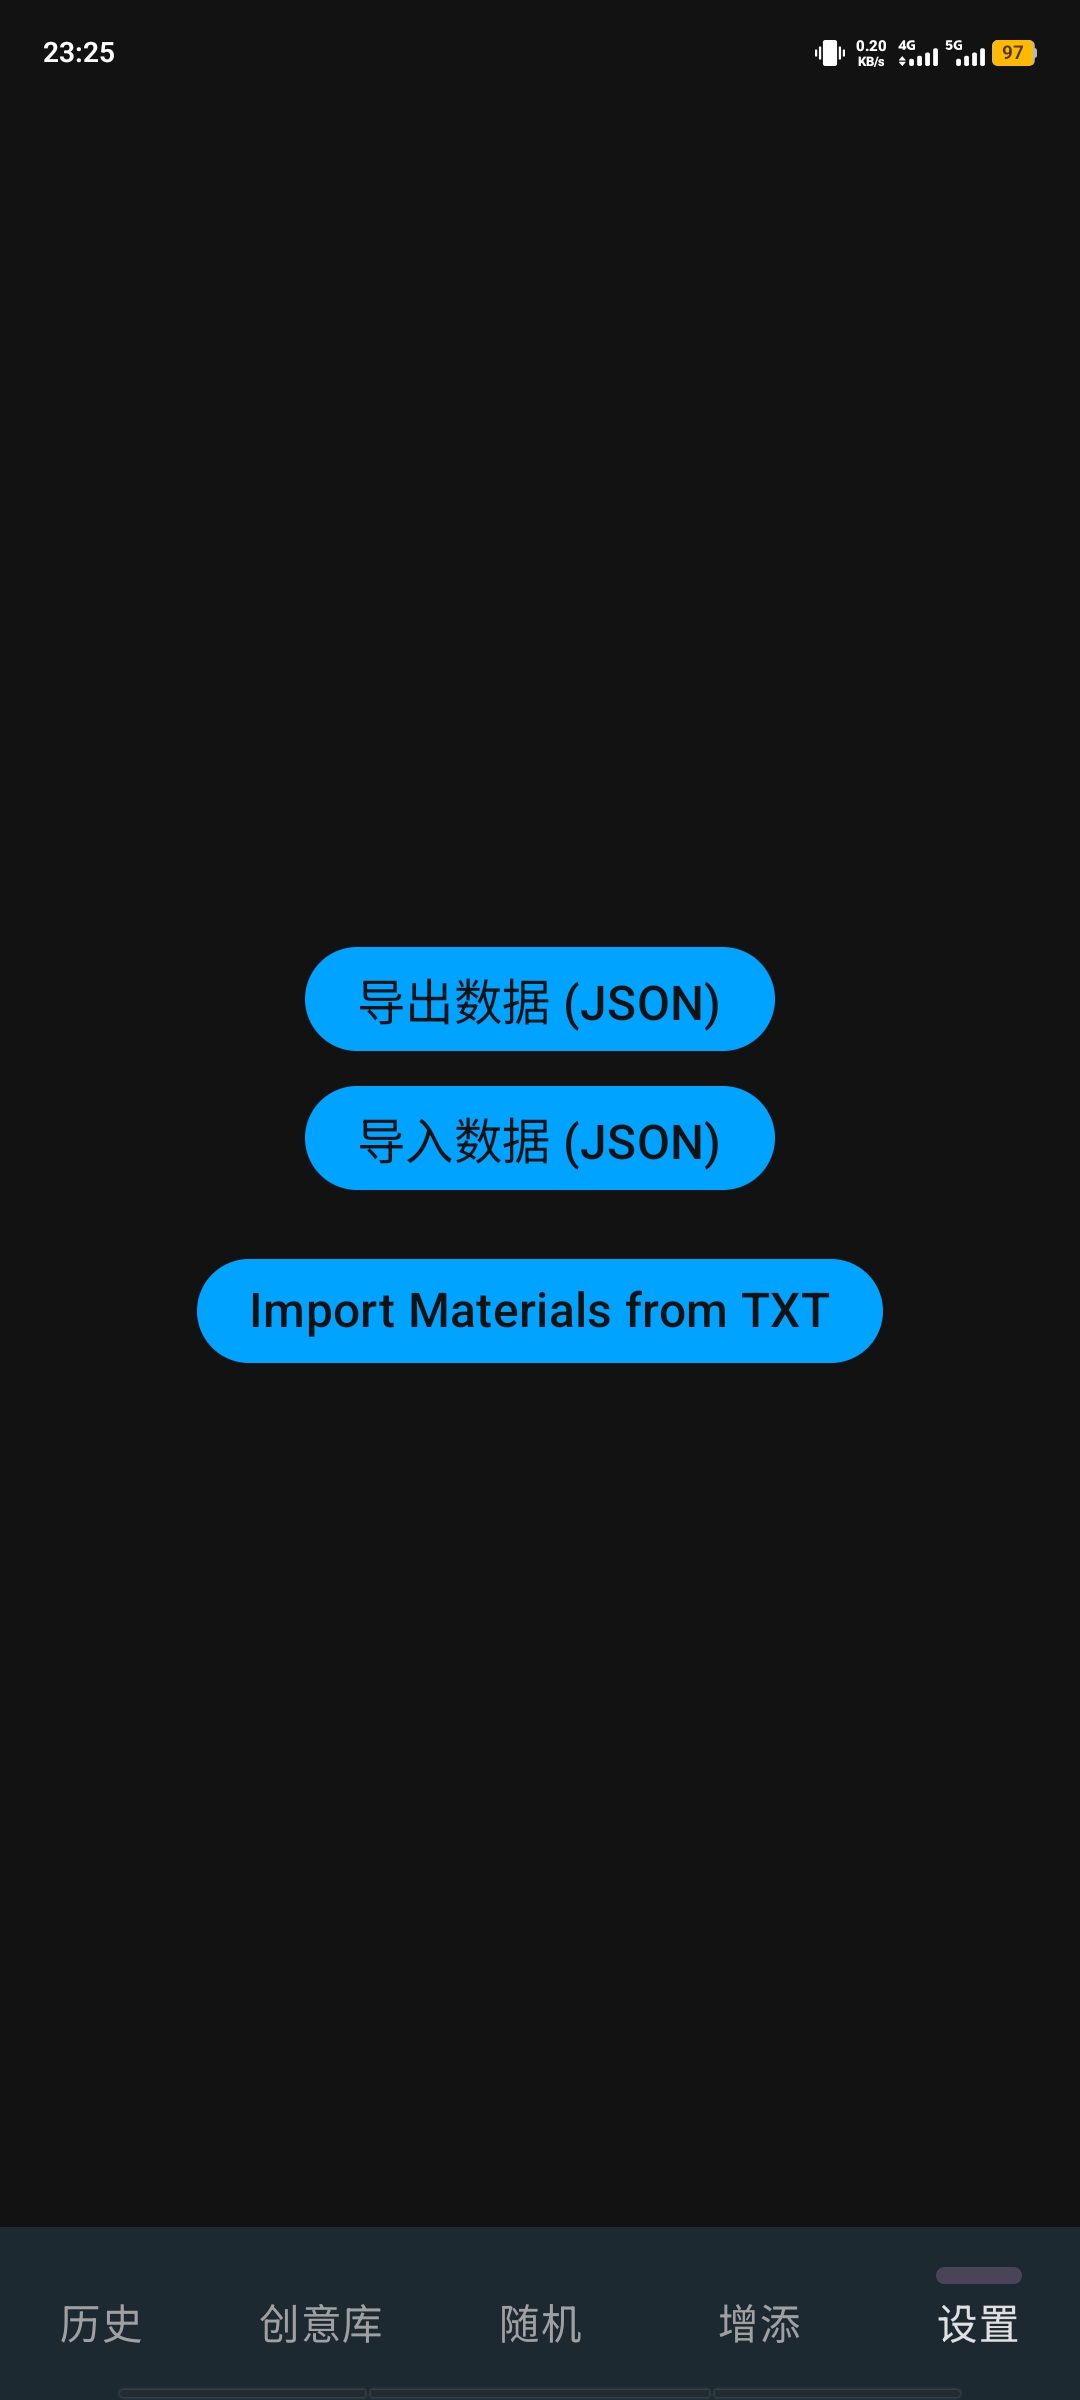 23:25
0.20
KB/s
4G
5G
97
导出数据 (JSON)
导入数据 (JSON)
Import Materials from TXT
历史
创意库
随机
增添
设置